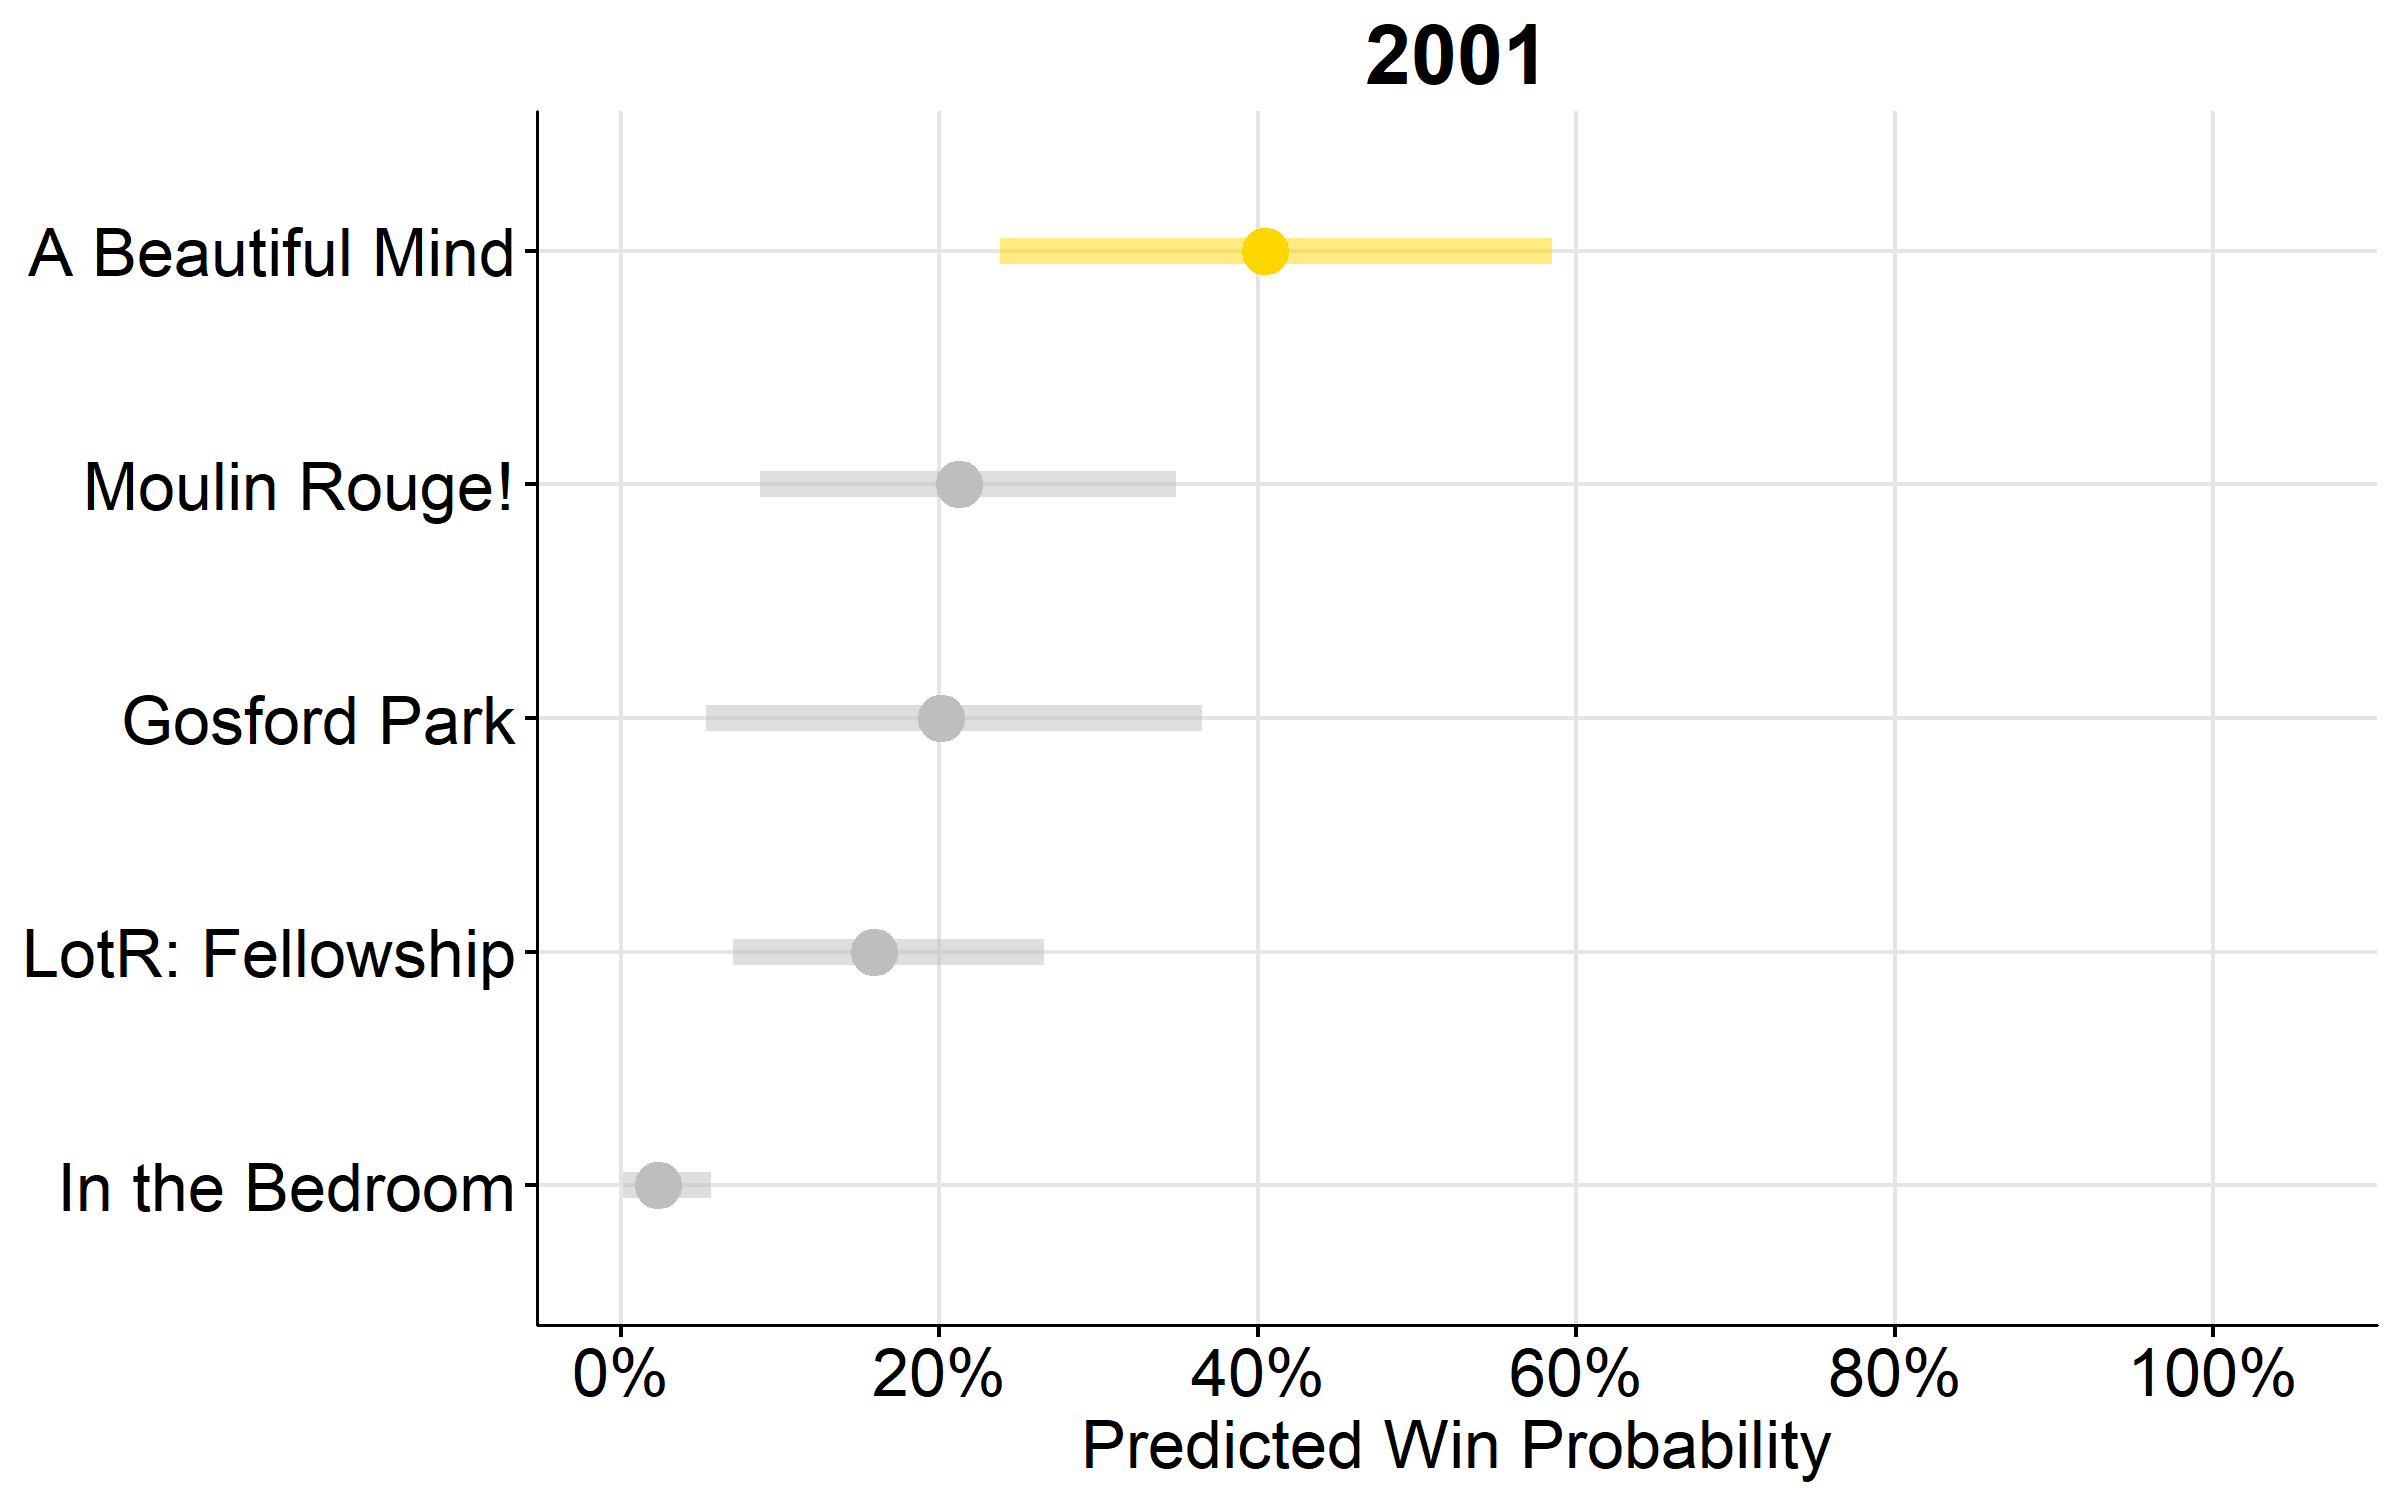 2001
A Beautiful Mind
Moulin Rouge!
Gosford Park
LotR: Fellowship
In the Bedroom
0% 20% 40% 60% 80% 100%
Predicted Win Probability